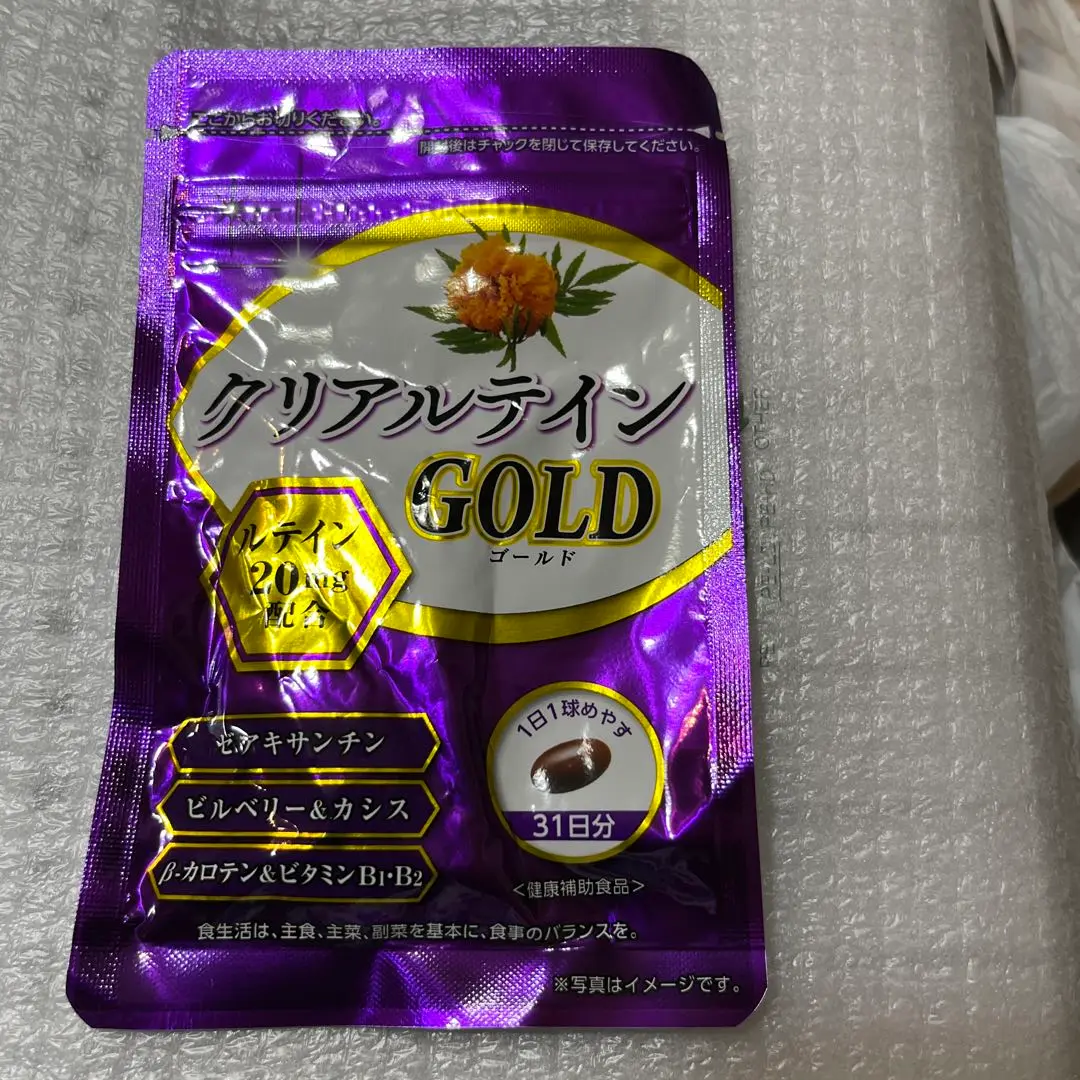 ここからお切りください。
開封後はチャックを閉じて保存してください。
クリアルテイン
GOLD
ゴールド
ルテイン
20mg
配合
ゼアキサンチン
ビルベリー&カシス
β-カロテン&ビタミンB1・B2
1日1球めやす
31日分
<健康補助食品>
食生活は、主食、主菜、副菜を基本に、食事のバランスを。
※写真はイメージです。